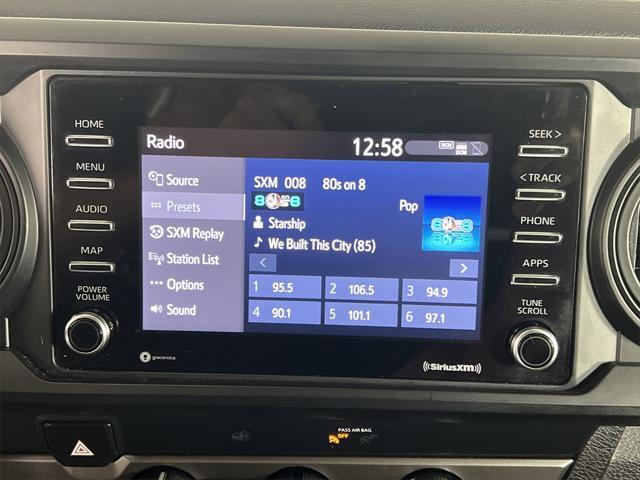 HOME
MENU
AUDIO
MAP
POWER
VOLUME
Radio
12:58
DCM
DCM
Source
Presets
SXM Replay
Station List
Options
Sound
SXM 008 80s on 8
Pop
Starship
We Built This City (85)
1 95.5
2 106.5
3 94.9
4 90.1
5 101.1
6 97.1
SEEK >
< TRACK
PHONE
APPS
TUNE
SCROLL
gracenote
((SiriusXM))
PASS AIR BAG
OFF